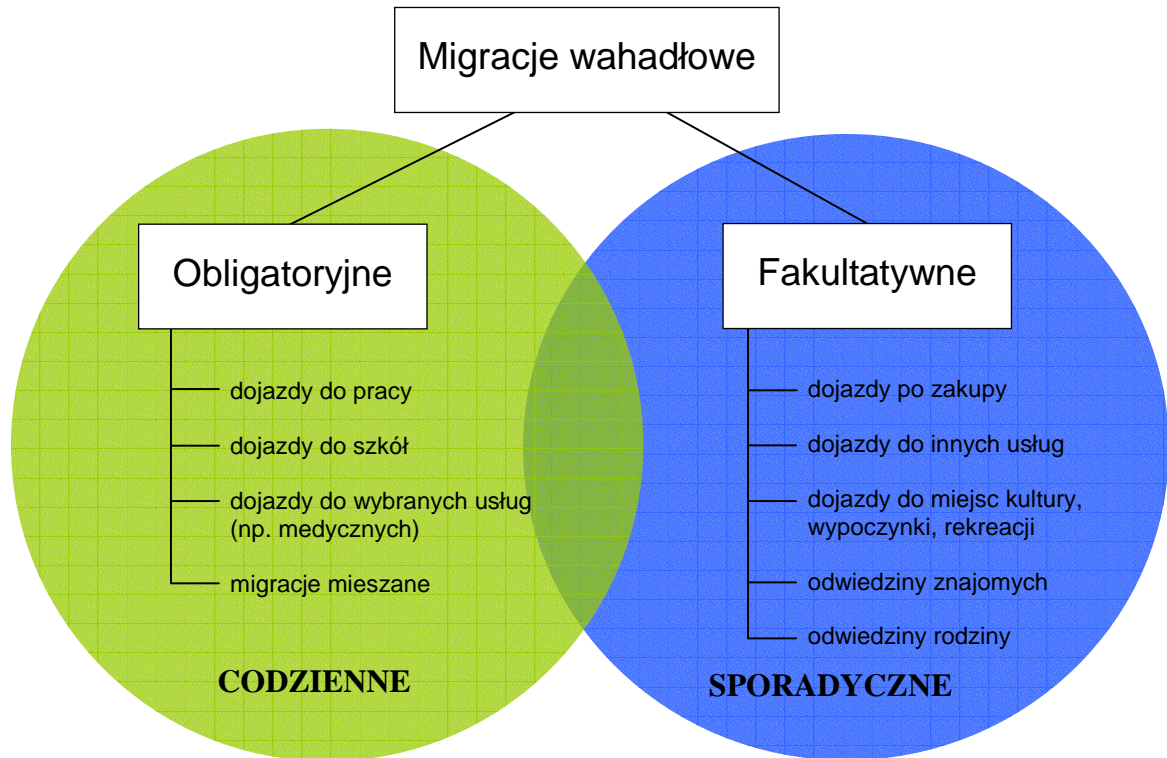 Migracje wahadłowe
Obligatoryjne
dojazdy do pracy
dojazdy do szkół
dojazdy do wybranych usług
(np. medycznych)
migracje mieszane
CODZIENNE
Fakultatywne
dojazdy po zakupy
dojazdy do innych usług
dojazdy do miejsc kultury,
wypoczynki, rekreacji
odwiedziny znajomych
odwiedziny rodziny
SPORADYCZNE